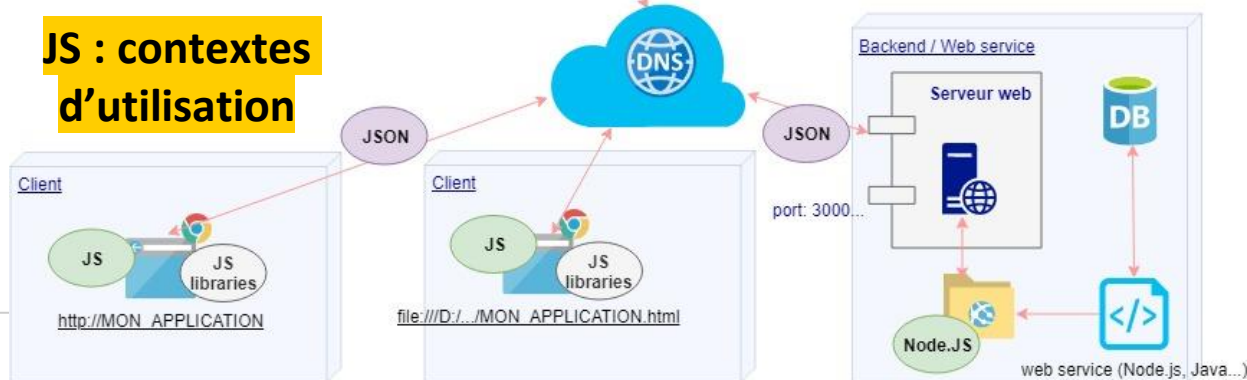 JS : contextes
d’utilisation
DNS
Backend / Web service
Serveur web
DB
JSON
JSON
Client
Client
port: 3000...
JS
JS
libraries
JS
JS
libraries
http://MON_APPLICATION
file:///D:/.../MON_APPLICATION.html
</>
Node.JS
web service (Node.js, Java...)